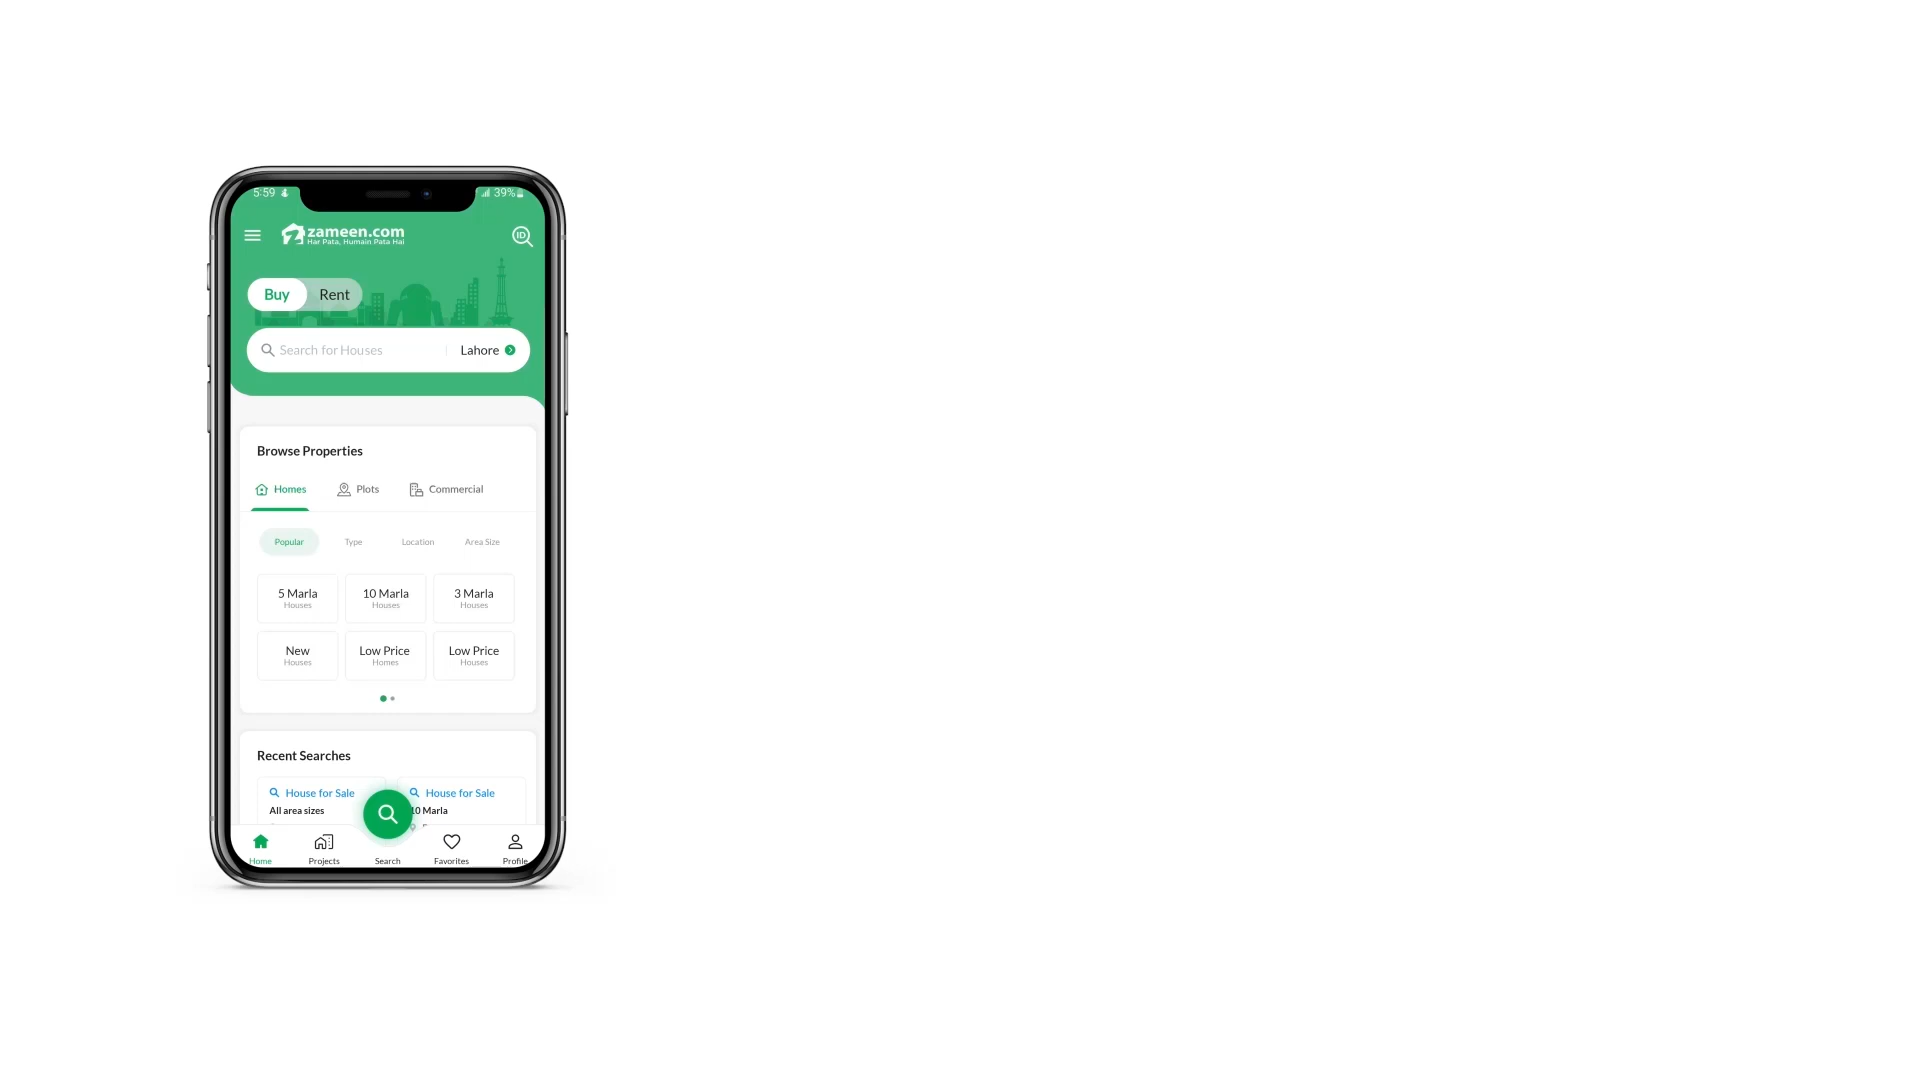 5:59
39%
zameen.com
Har Pata, Humain Pata Hai
ID
Buy
Rent
Search for Houses
Lahore
Browse Properties
Homes
Plots
Commercial
Popular
Type
Location
Area Size
5 Marla
Houses
10 Marla
Houses
3 Marla
Houses
New
Houses
Low Price
Homes
Low Price
Houses
Recent Searches
House for Sale
All area sizes
House for Sale
10 Marla
Home
Projects
Search
Favorites
Profile